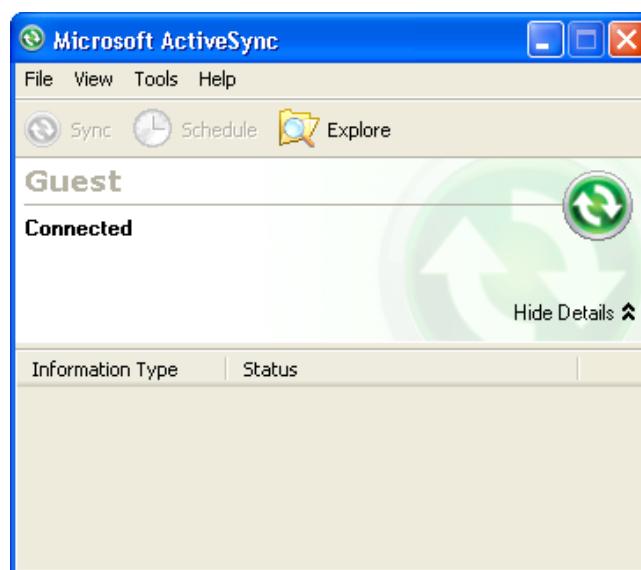 Microsoft ActiveSync
File View Tools Help
Sync Schedule Explore
Guest
Connected
Hide Details
Information Type Status